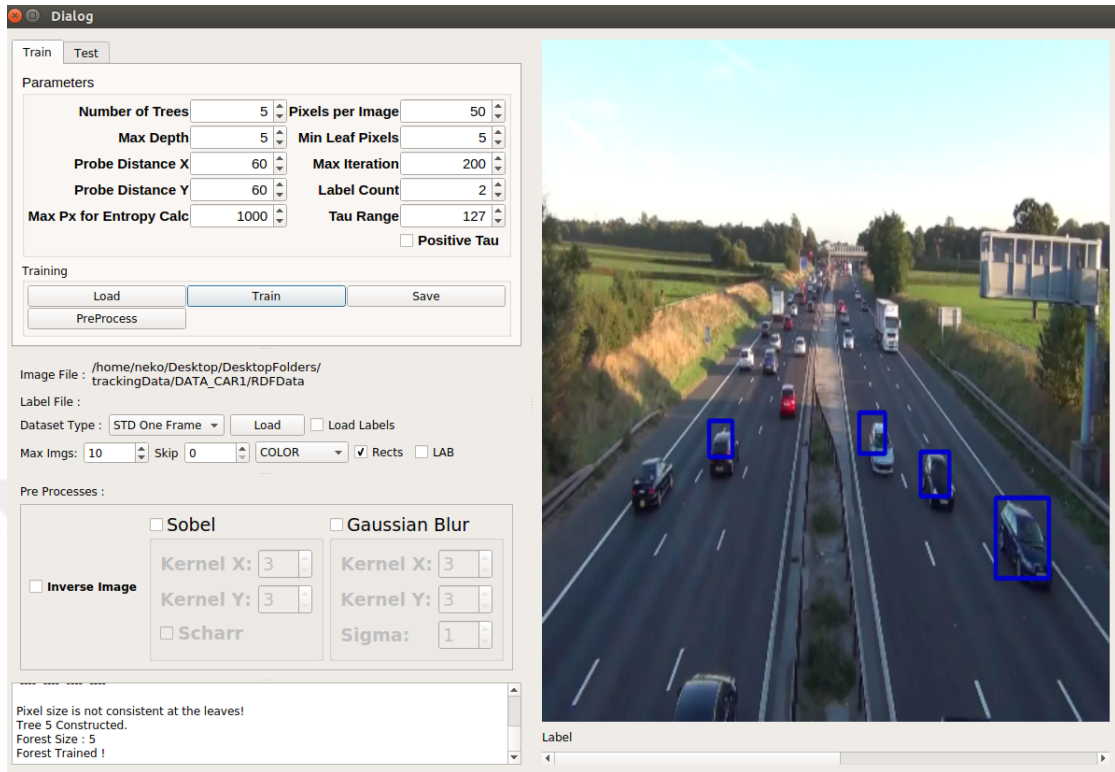 Dialog
Train Test
Parameters
Number of Trees 5 Pixels per Image 50
Max Depth 5 Min Leaf Pixels 5
Probe Distance X 60 Max Iteration 200
Probe Distance Y 60 Label Count 2
Max Px for Entropy Calc 1000 Tau Range 127
Positive Tau
Training
Load Train Save
PreProcess
Image File : /home/neko/Desktop/DesktopFolders/
trackingData/DATA_CAR1/RDFData
Label File :
Dataset Type : STD One Frame Load Load Labels
Max Imgs: 10 Skip 0 COLOR Rects LAB
Pre Processes :
Inverse Image
Sobel
Kernel X: 3
Kernel Y: 3
Scharr
Gaussian Blur
Kernel X: 3
Kernel Y: 3
Sigma: 1
Pixel size is not consistent at the leaves!
Tree 5 Constructed.
Forest Size : 5
Forest Trained !
Label